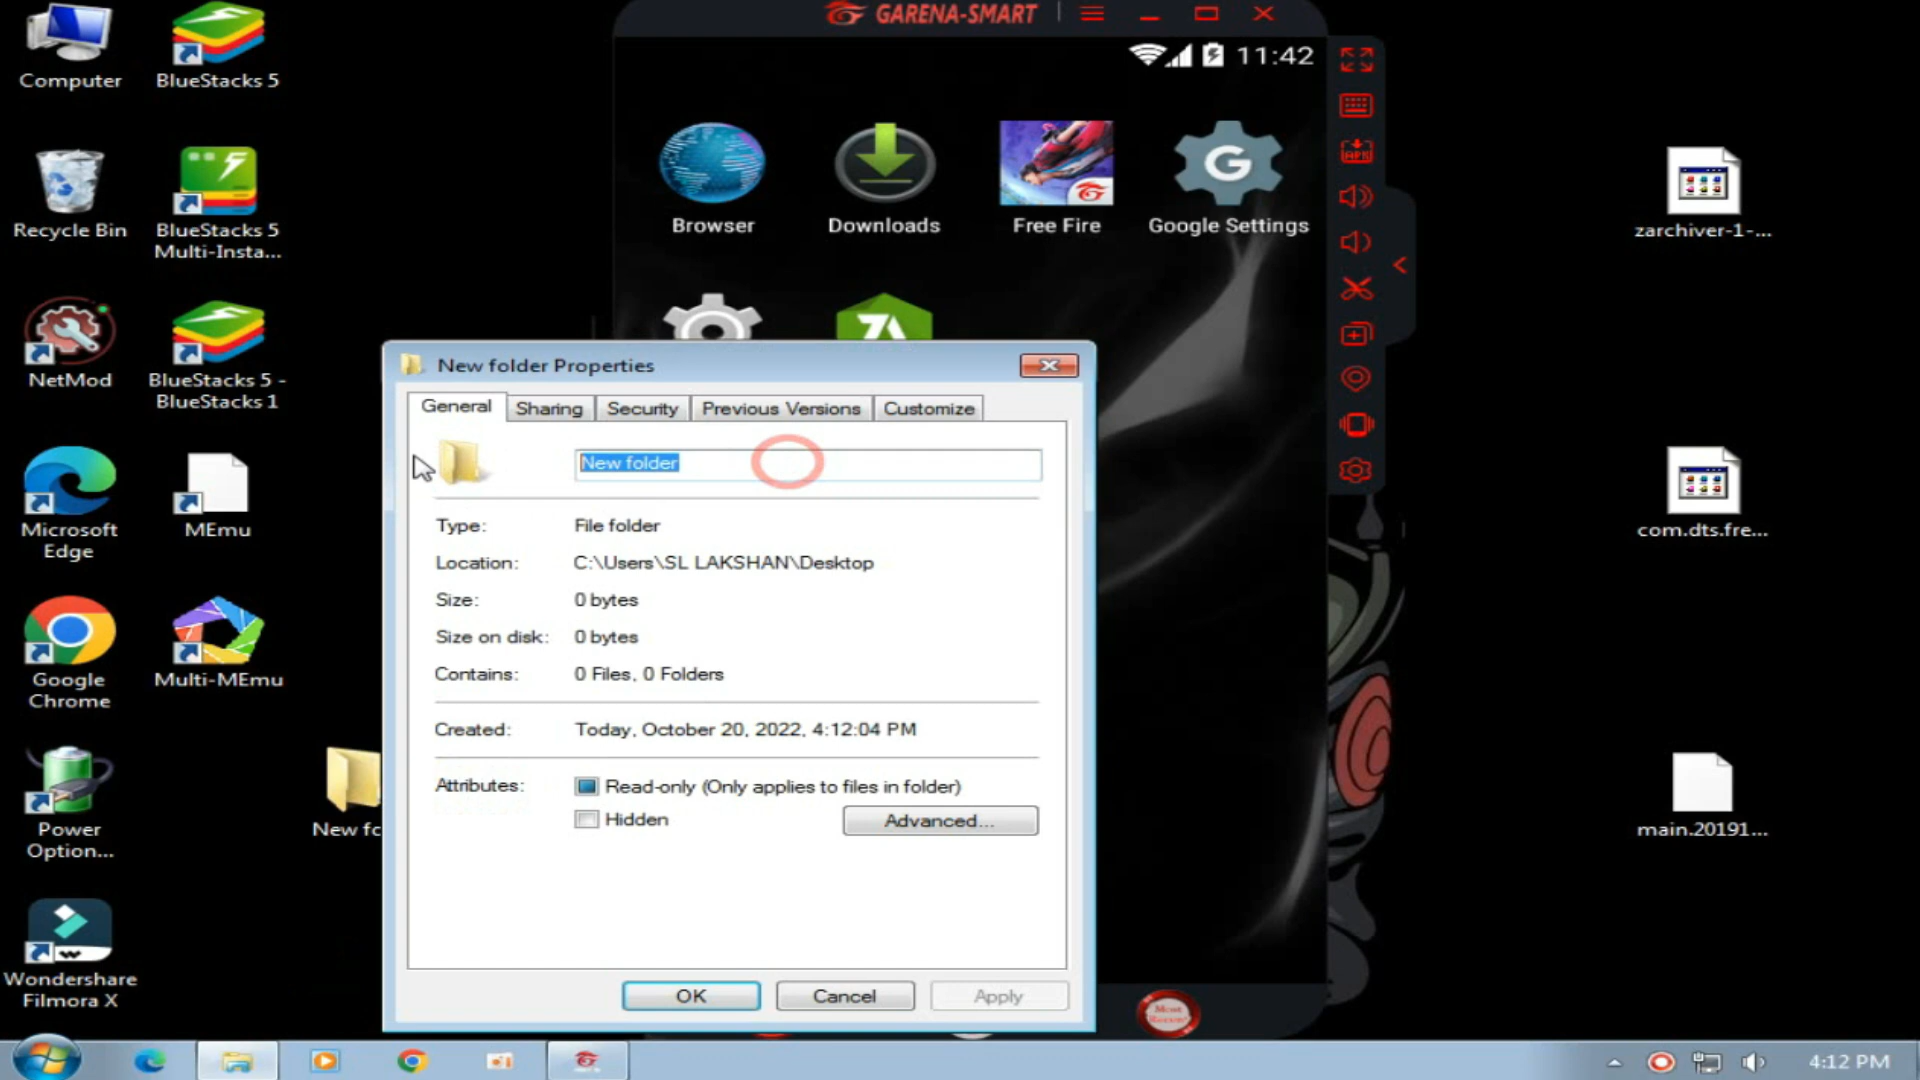 Computer
BlueStacks 5
Recycle Bin
BlueStacks 5
Multi-Insta...
NetMod
BlueStacks 5 -
BlueStacks 1
Microsoft
Edge
MEmu
Google
Chrome
Multi-MEmu
Power
Option...
New fc
Wondershare
Filmora X
GARENA-SMART
11:42
Browser
Downloads
Free Fire
G
Google Settings
APK
zarchiver-1-...
com.dts.fre...
main.20191...
New folder Properties
General
Sharing
Security
Previous Versions
Customize
New folder
Type: File folder
Location: C:\Users\SL LAKSHAN\Desktop
Size: 0 bytes
Size on disk: 0 bytes
Contains: 0 Files, 0 Folders
Created: Today, October 20, 2022, 4:12:04 PM
Attributes: Read-only (Only applies to files in folder)
Hidden
Advanced...
OK
Cancel
Apply
4:12 PM